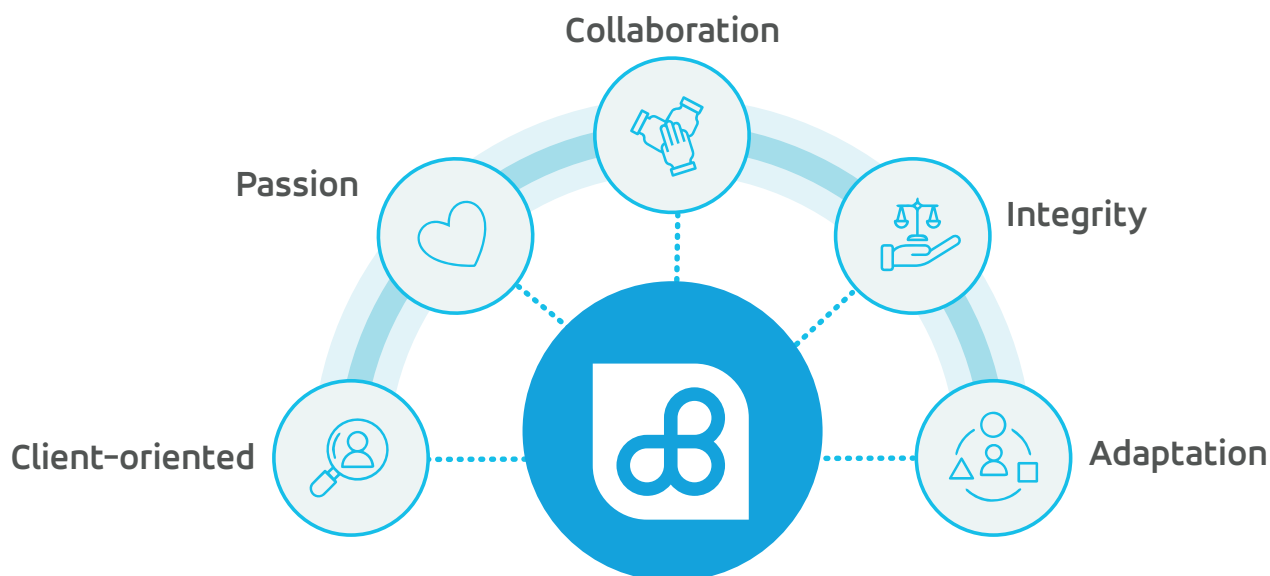 Collaboration
Passion
Integrity
Client-oriented
Adaptation